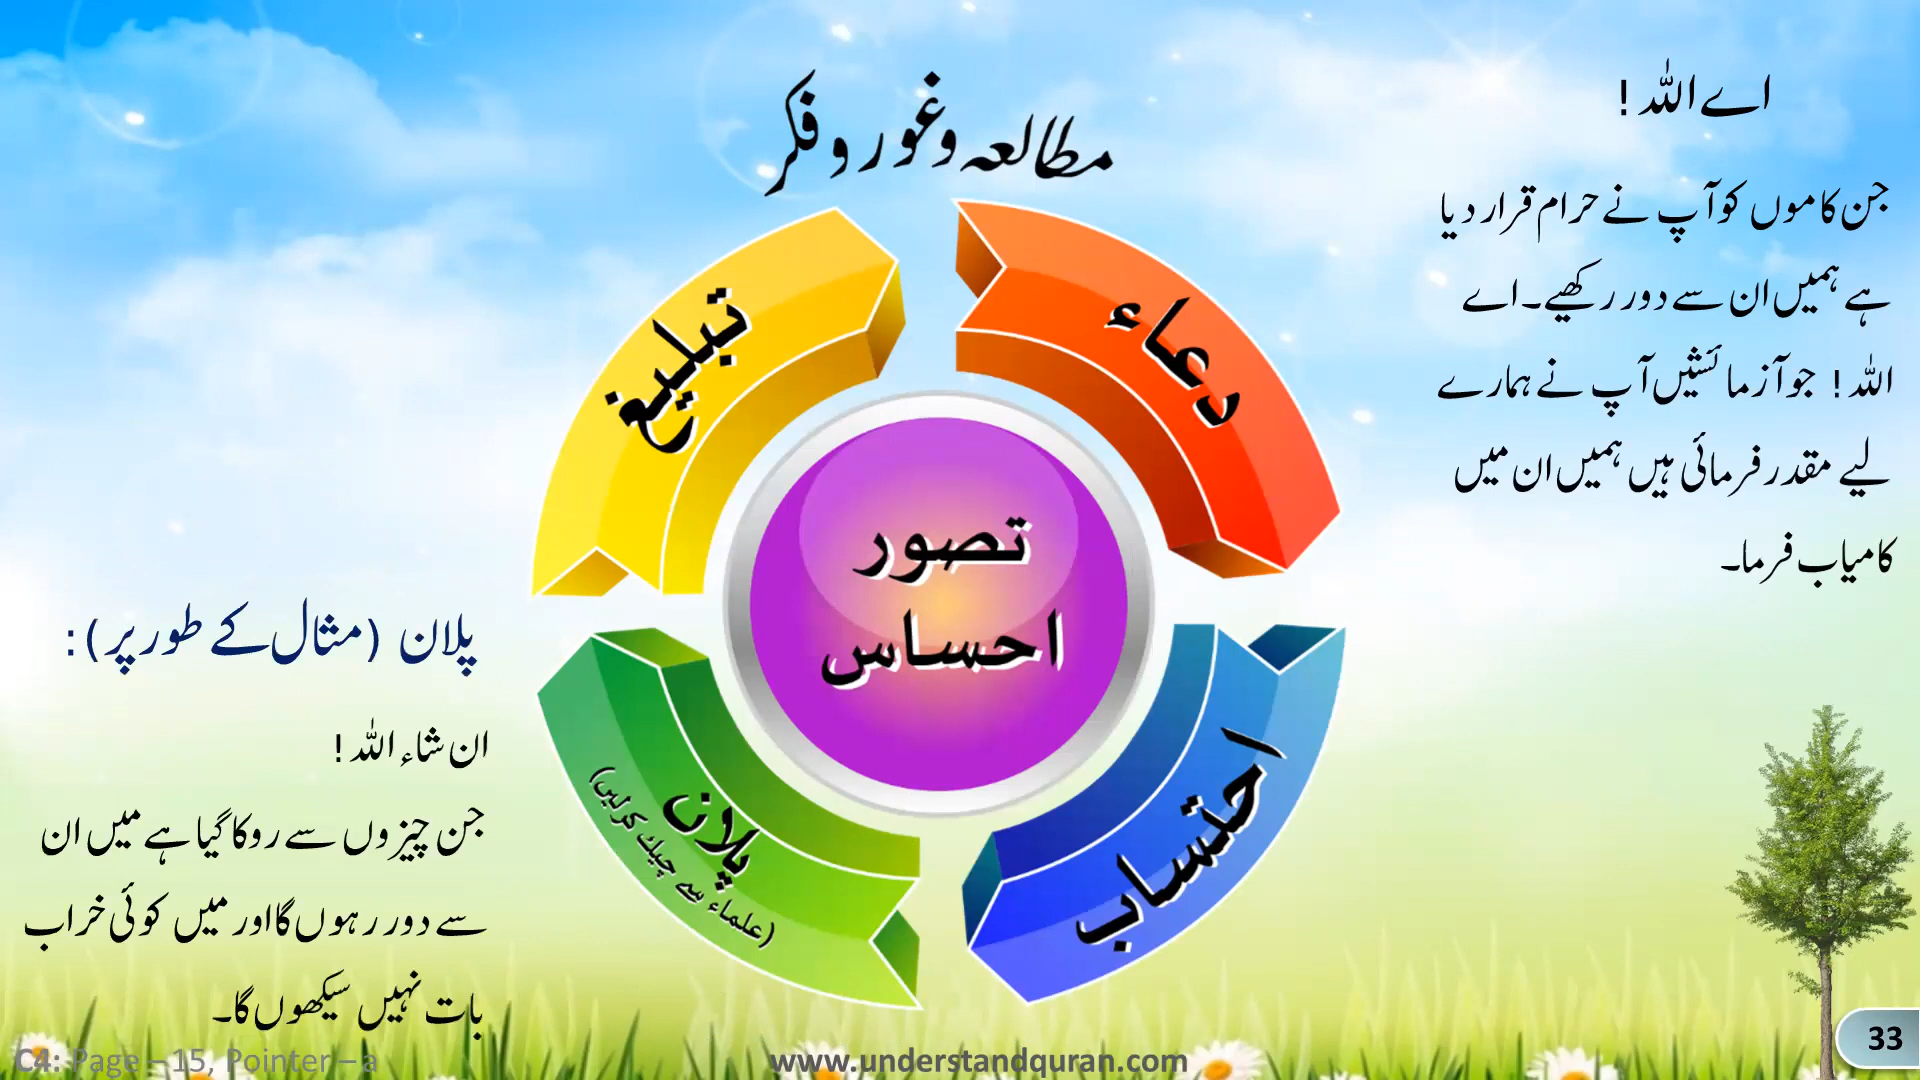 مطالعہ وغور و فکر
اے اللہ !
جن کاموں کو آپ نے حرام قرار دیا
ہے ہمیں ان سے دور رکھیے۔ اے
اللہ ! جو آزمائشیں آپ نے ہمارے
لیے مقدر فرمائی ہیں ہمیں ان میں
کامیاب فرما۔
دعاء
تبلیغ
تصور
احساس
احتساب
پلان
(علماء سے چیک کرلیں)
پلان (مثال کے طور پر) :
ان شاء اللہ !
جن چیزوں سے روکا گیا ہے میں ان
سے دور رہوں گا اور میں کوئی خراب
بات نہیں سیکھوں گا۔
C4: Page – 15, Pointer – a
www.understandquran.com
33